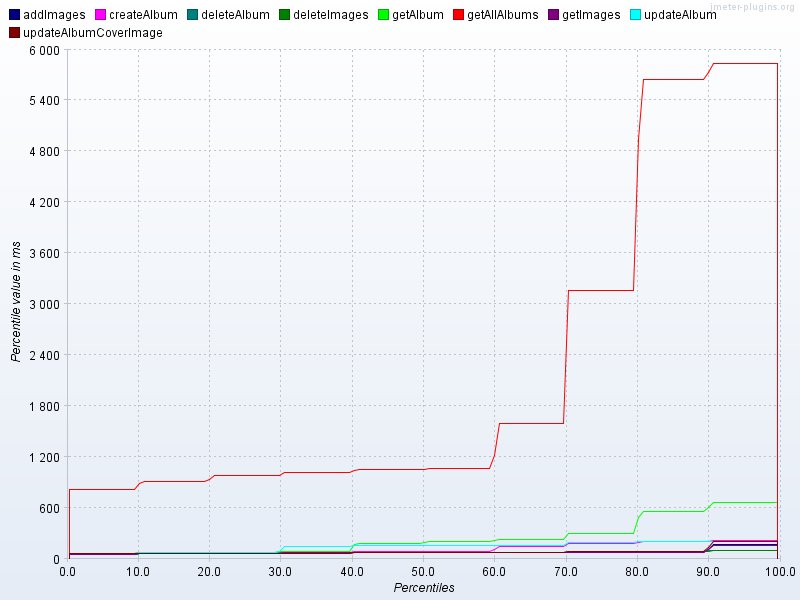 jmeter-plugins.org
addImages createAlbum deleteAlbum deleteImages getAlbum getAllAlbums getImages updateAlbum
updateAlbumCoverImage
6 000
5 400
4 800
4 200
3 600
3 000
2 400
1 800
1 200
600
0
Percentile value in ms
0.0 10.0 20.0 30.0 40.0 50.0 60.0 70.0 80.0 90.0 100.0
Percentiles